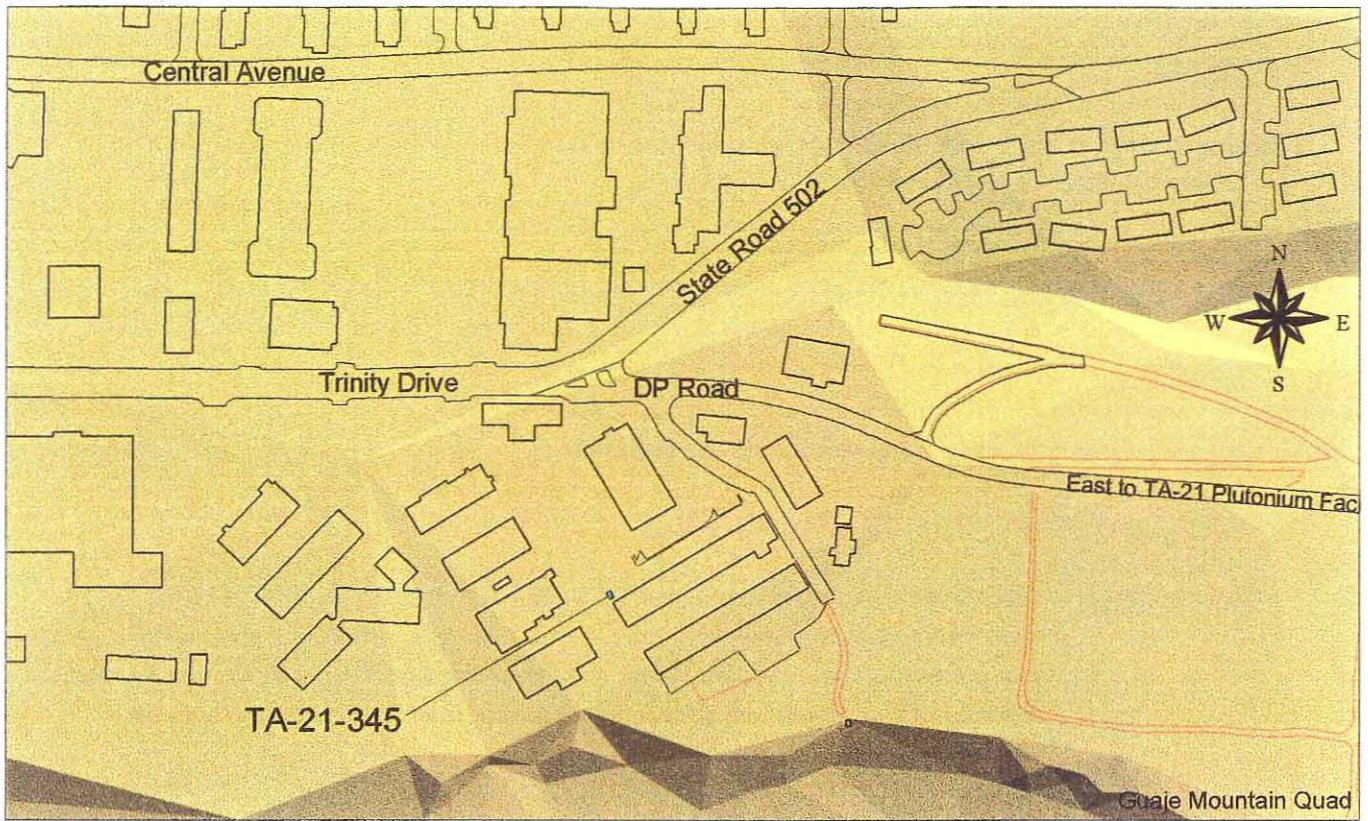 Central Avenue
State Road 502
N
W
E
S
Trinity Drive
DP Road
East to TA-21 Plutonium Fac
TA-21-345
Guaje Mountain Quad